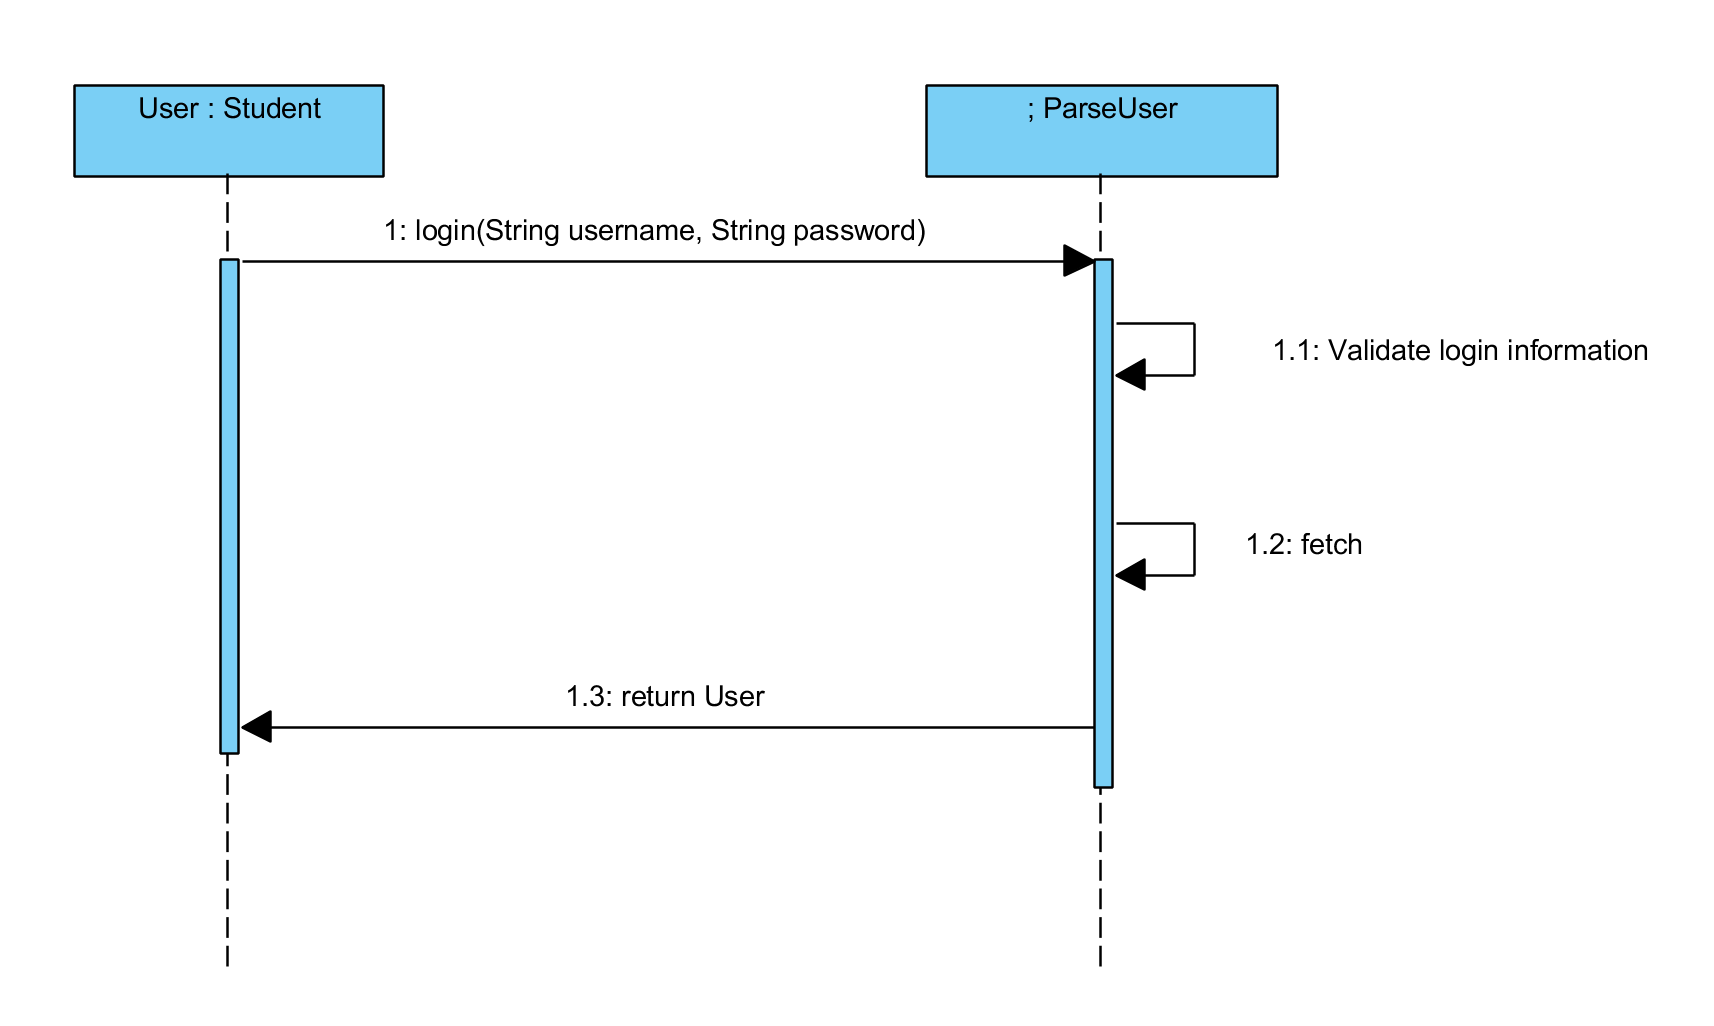 User : Student
; ParseUser
1: login(String username, String password)
1.1: Validate login information
1.2: fetch
1.3: return User